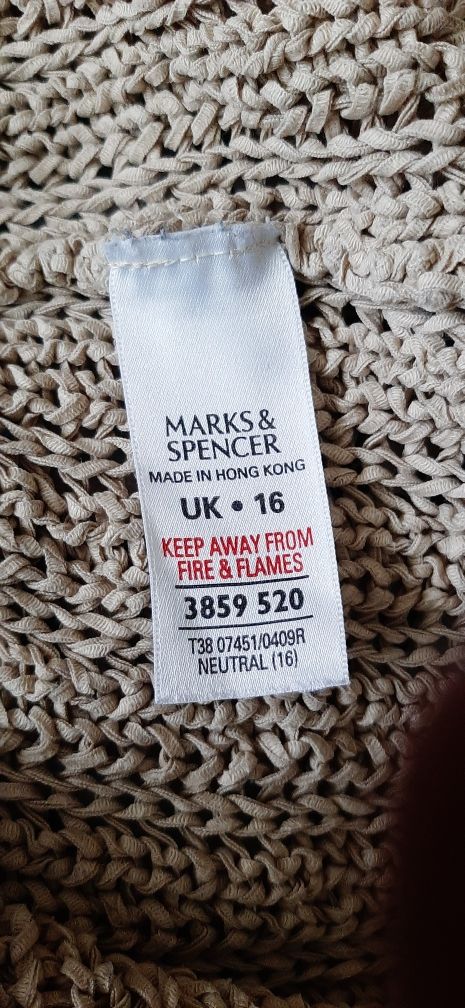 MARKS &
SPENCER
MADE IN HONG KONG
UK • 16
KEEP AWAY FROM
FIRE & FLAMES
3859 520
T38 07451/0409R
NEUTRAL (16)